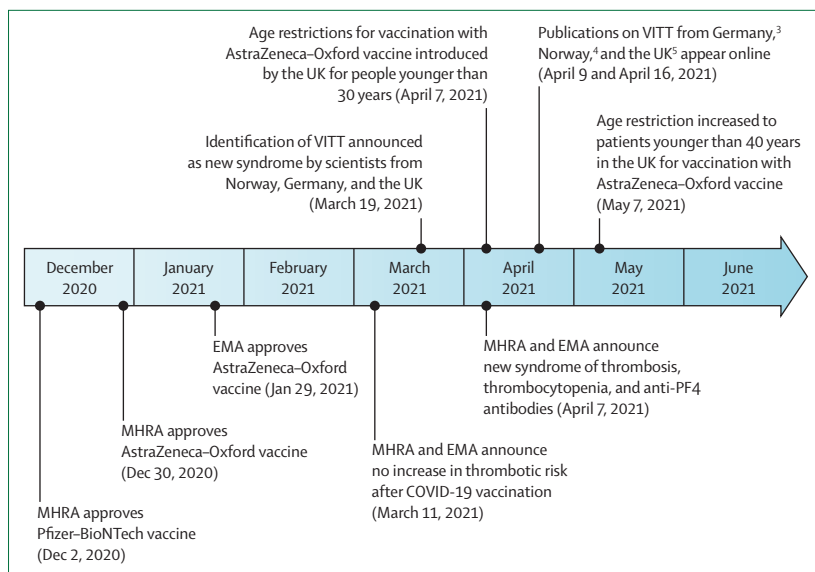 Age restrictions for vaccination with
AstraZeneca–Oxford vaccine introduced
by the UK for people younger than
30 years (April 7, 2021)
Publications on VITT from Germany,³
Norway,⁴ and the UK⁵ appear online
(April 9 and April 16, 2021)
Identification of VITT announced
as new syndrome by scientists from
Norway, Germany, and the UK
(March 19, 2021)
Age restriction increased to
patients younger than 40 years
in the UK for vaccination with
AstraZeneca–Oxford vaccine
(May 7, 2021)
December
2020
January
2021
February
2021
March
2021
April
2021
May
2021
June
2021
EMA approves
AstraZeneca–Oxford
vaccine (Jan 29, 2021)
MHRA and EMA announce
new syndrome of thrombosis,
thrombocytopenia, and anti-PF4
antibodies (April 7, 2021)
MHRA approves
AstraZeneca–Oxford vaccine
(Dec 30, 2020)
MHRA and EMA announce
no increase in thrombotic risk
after COVID-19 vaccination
(March 11, 2021)
MHRA approves
Pfizer–BioNTech vaccine
(Dec 2, 2020)